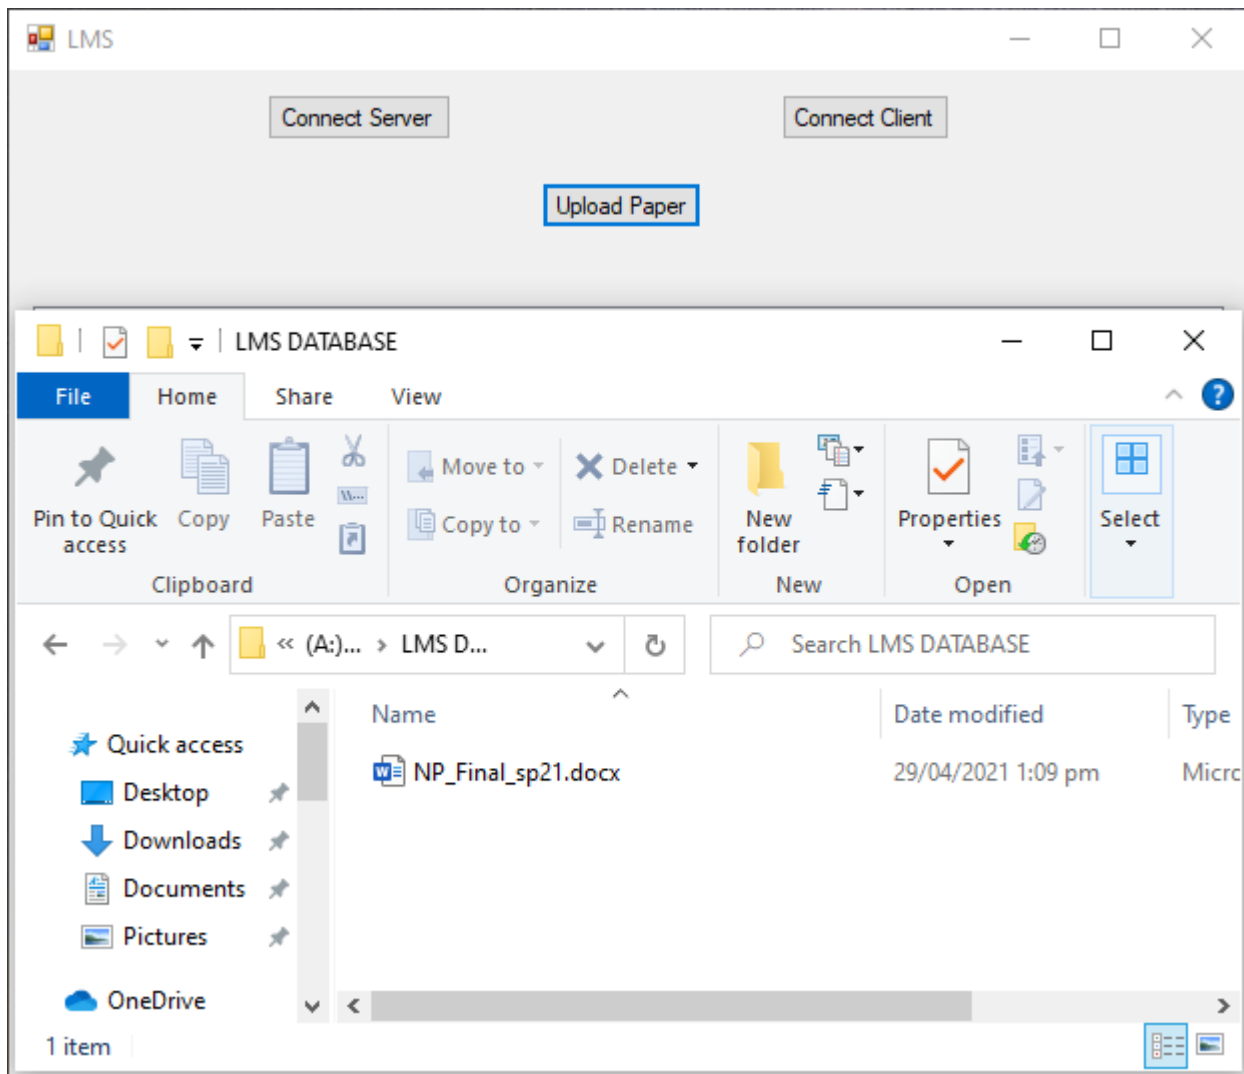 LMS
Connect Server Connect Client
Upload Paper
LMS DATABASE
File Home Share View
Move to Delete
Pin to Quick access Copy Paste Copy to Rename New folder Properties Select
Clipboard Organize New Open
« (A:)... > LMS D... Search LMS DATABASE
Name Date modified Type
Quick access
NP_Final_sp21.docx 29/04/2021 1:09 pm Micro
Desktop
Downloads
Documents
Pictures
OneDrive
1 item